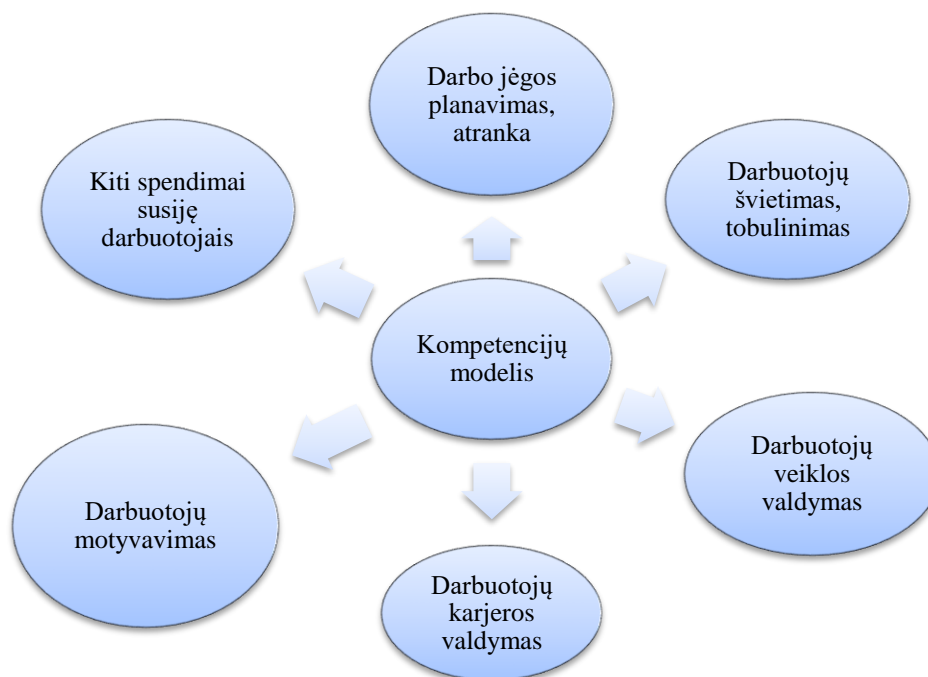 Darbo jėgos
planavimas,
atranka
Kiti spendimai
susiję
darbuotojais
Darbuotojų
švietimas,
tobulinimas
Kompetencijų
modelis
Darbuotojų
motyvavimas
Darbuotojų
veiklos
valdymas
Darbuotojų
karjeros
valdymas